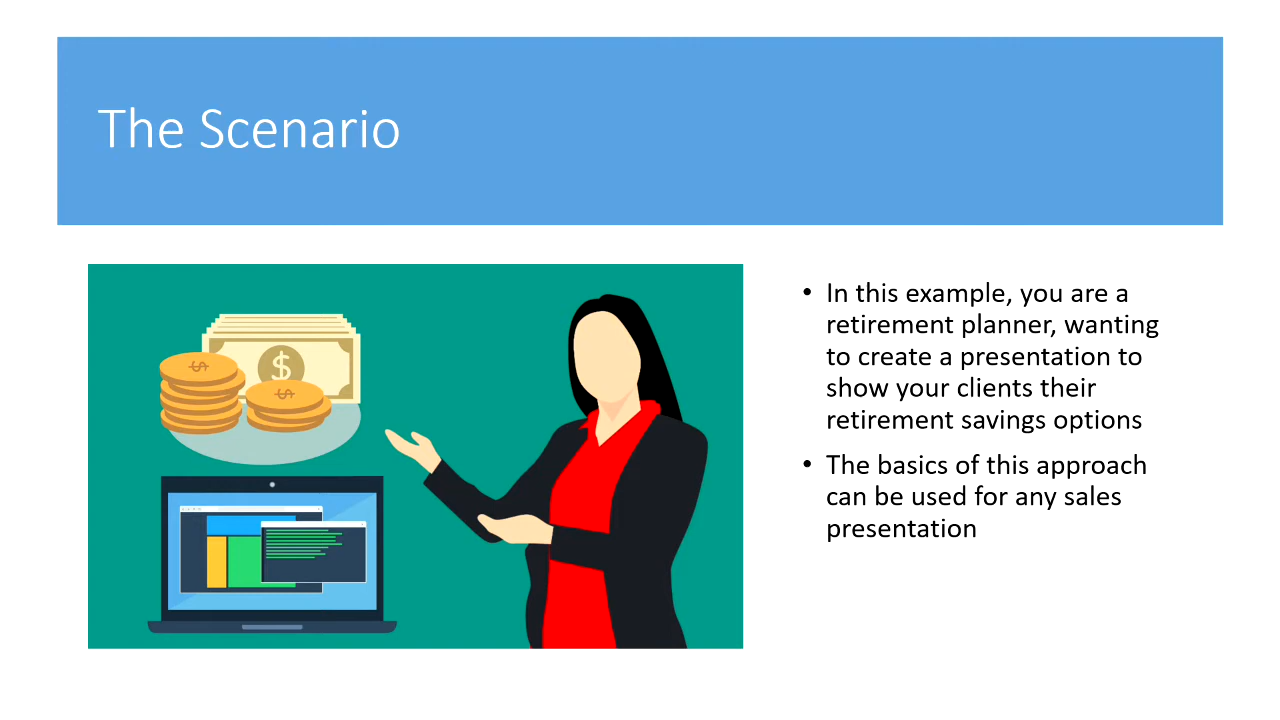 The Scenario
• In this example, you are a
retirement planner, wanting
to create a presentation to
show your clients their
retirement savings options
• The basics of this approach
can be used for any sales
presentation
$
$
$